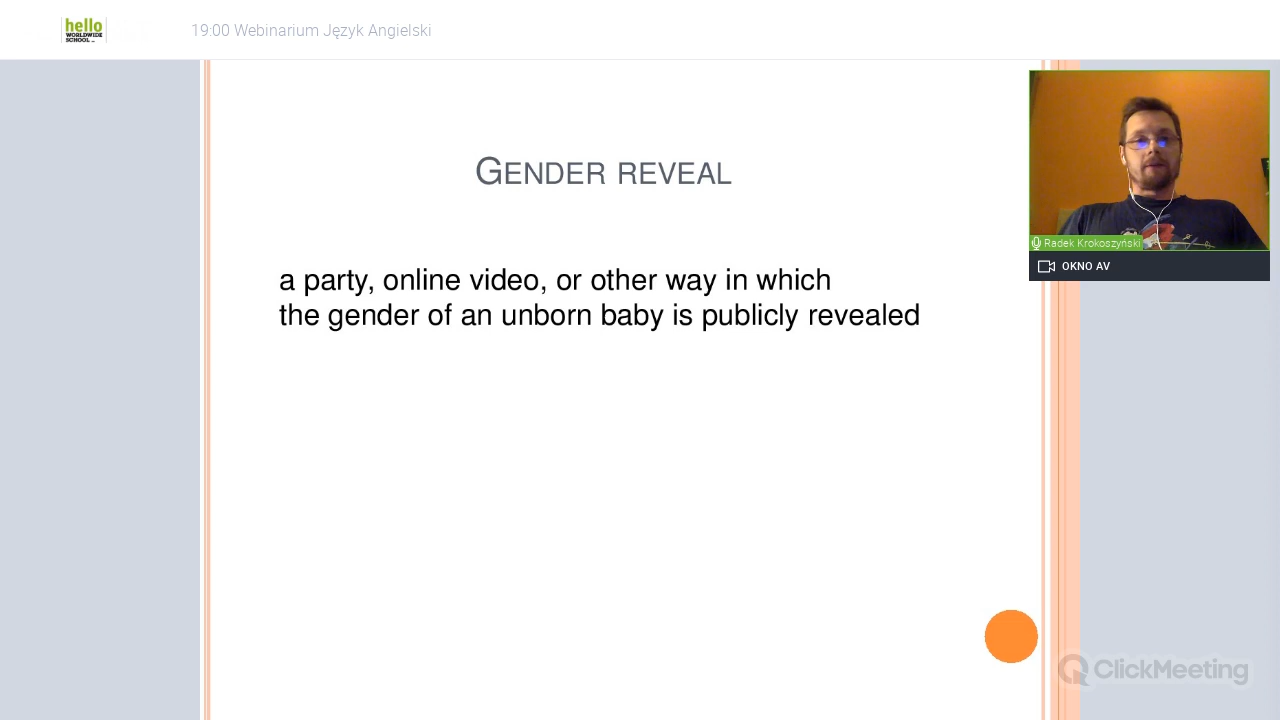 hello
WORLDWIDE
SCHOOL
19:00 Webinarium Język Angielski
GENDER REVEAL
a party, online video, or other way in which
the gender of an unborn baby is publicly revealed
Radek Krokoszyński
OKNO AV
ClickMeeting